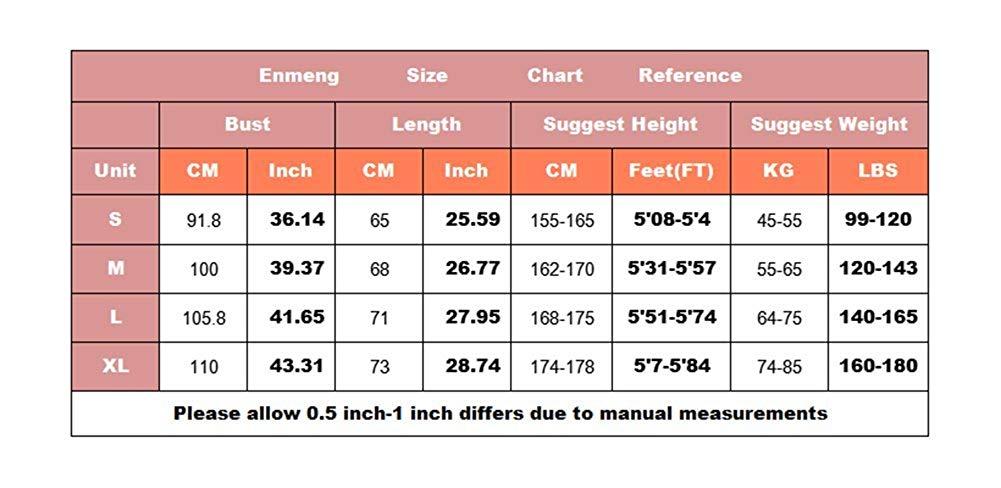 Enmeng Size Chart Reference
Bust Length Suggest Height Suggest Weight
Unit CM Inch CM Inch CM Feet(FT) KG LBS
S 91.8 36.14 65 25.59 155-165 5'08-5'4 45-55 99-120
M 100 39.37 68 26.77 162-170 5'31-5'57 55-65 120-143
L 105.8 41.65 71 27.95 168-175 5'51-5'74 64-75 140-165
XL 110 43.31 73 28.74 174-178 5'7-5'84 74-85 160-180
Please allow 0.5 inch-1 inch differs due to manual measurements